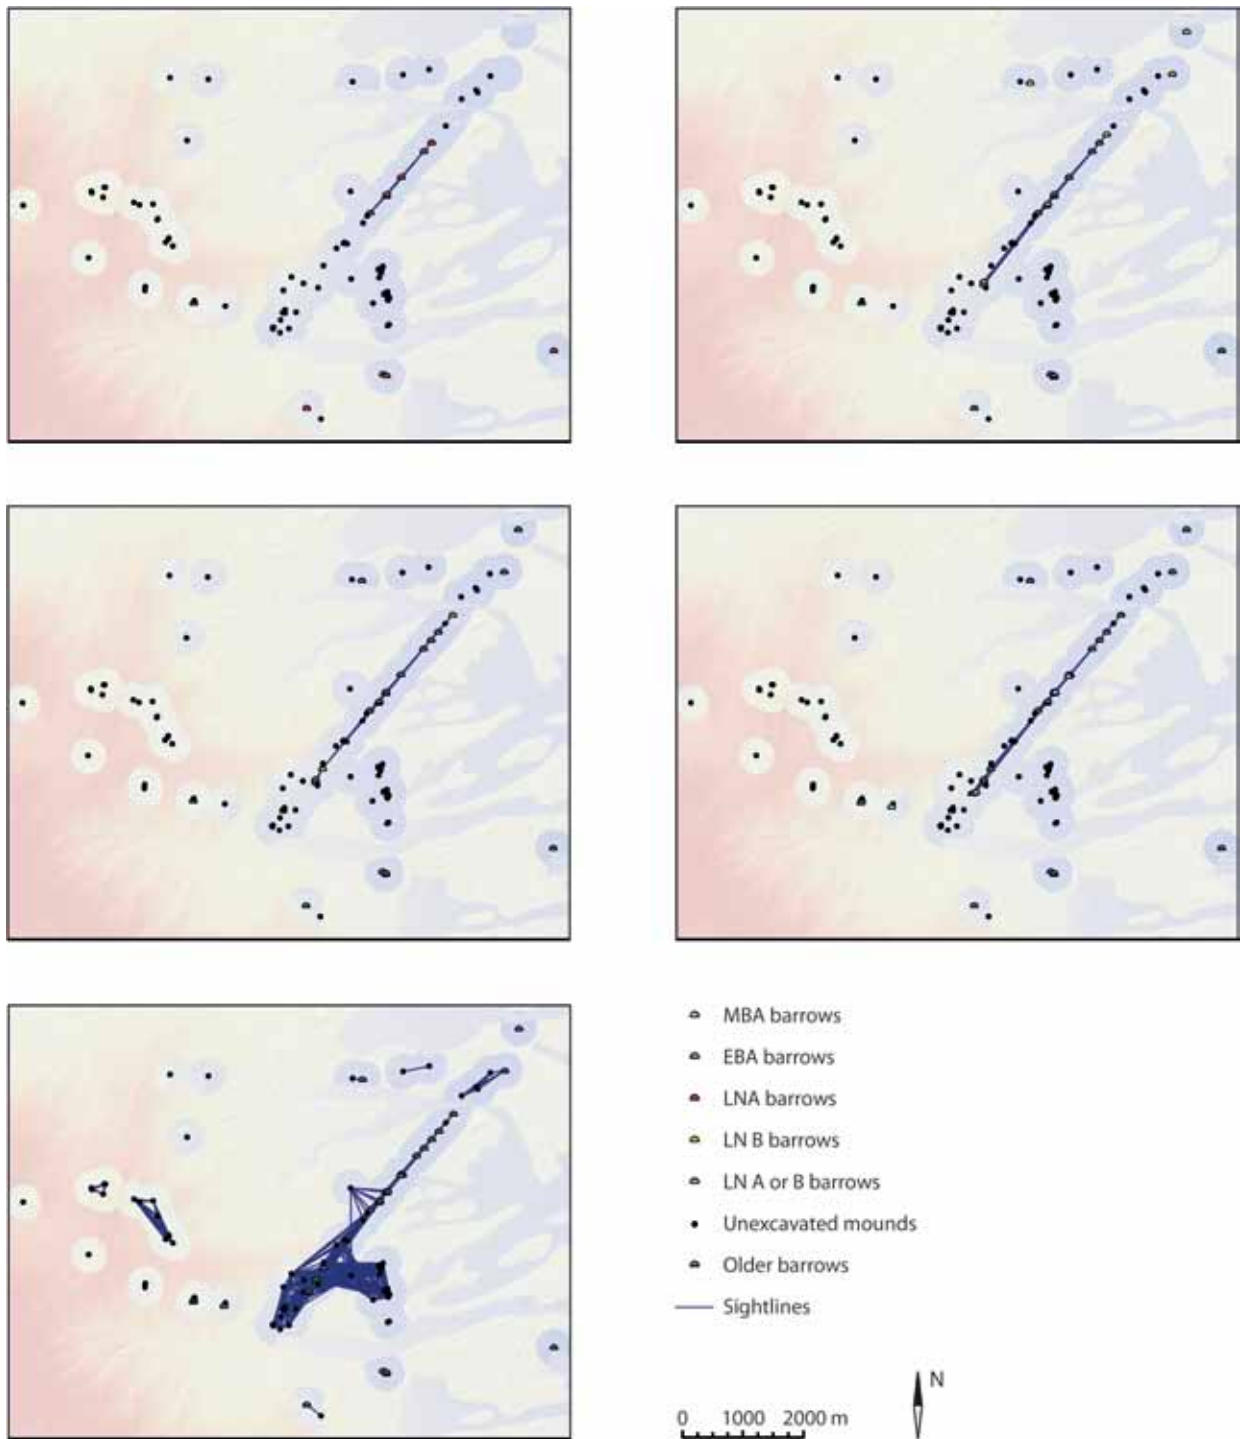 MBA barrows
EBA barrows
LNA barrows
LN B barrows
LN A or B barrows
Unexcavated mounds
Older barrows
Sightlines
N
0 1000 2000 m